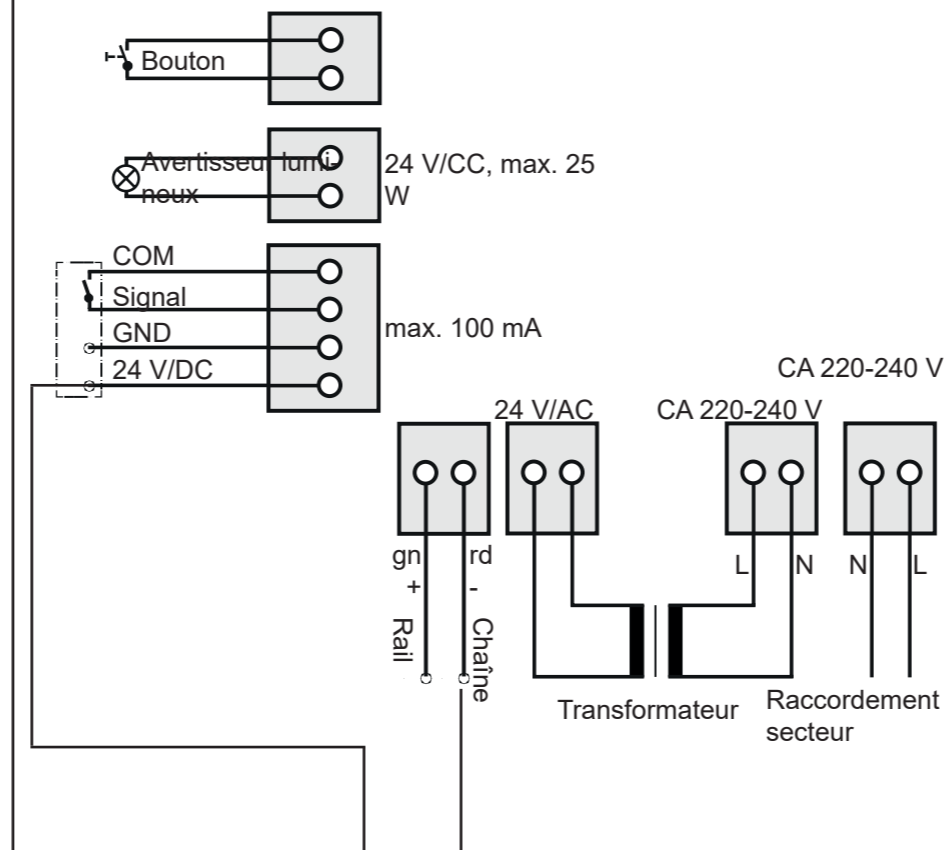 Bouton
Avertisseur lumi-
neux
24 V/CC, max. 25
W
COM
Signal
GND
24 V/DC
max. 100 mA
CA 220-240 V
24 V/AC
CA 220-240 V
gn
rd
L
N
N
L
+
-
Rail
Chaîne
Transformateur
Raccordement
secteur